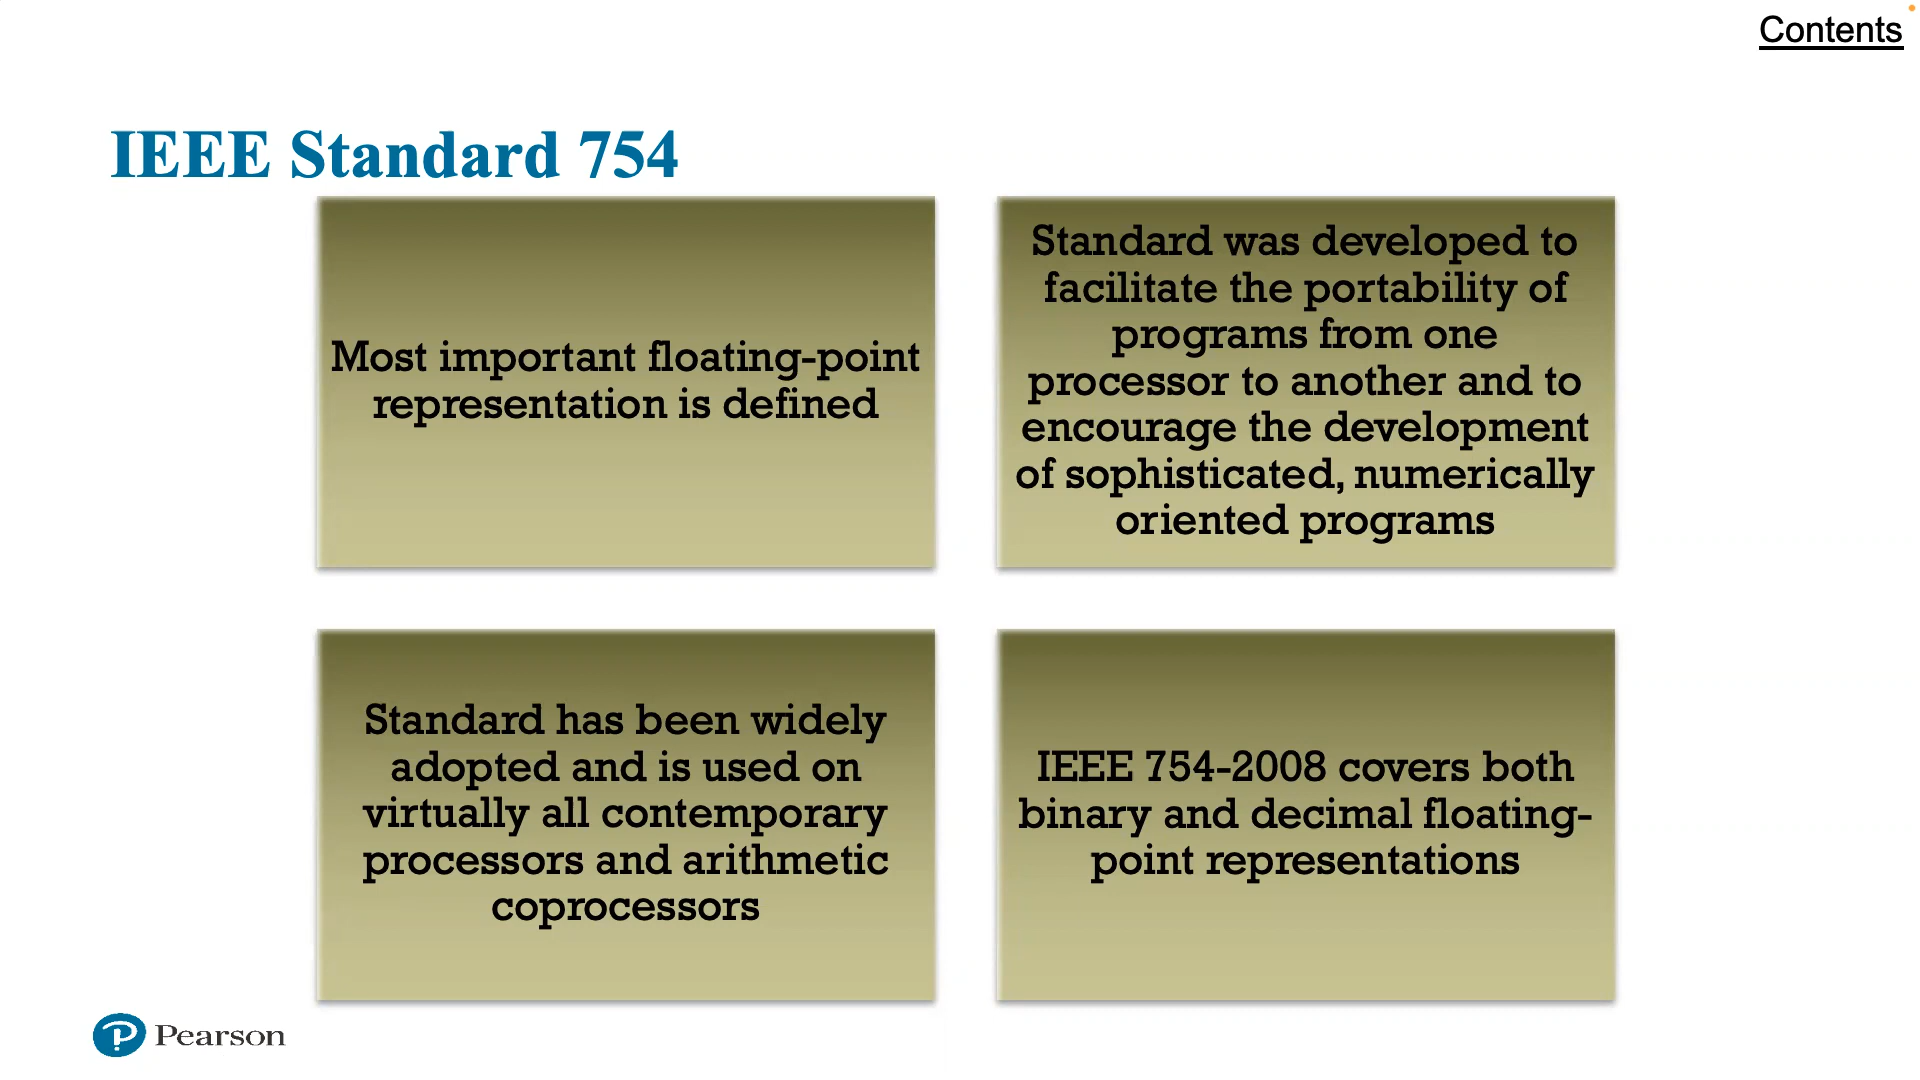 Contents
IEEE Standard 754
Most important floating-point
representation is defined
Standard was developed to
facilitate the portability of
programs from one
processor to another and to
encourage the development
of sophisticated, numerically
oriented programs
Standard has been widely
adopted and is used on
virtually all contemporary
processors and arithmetic
coprocessors
IEEE 754-2008 covers both
binary and decimal floating-
point representations
Pearson